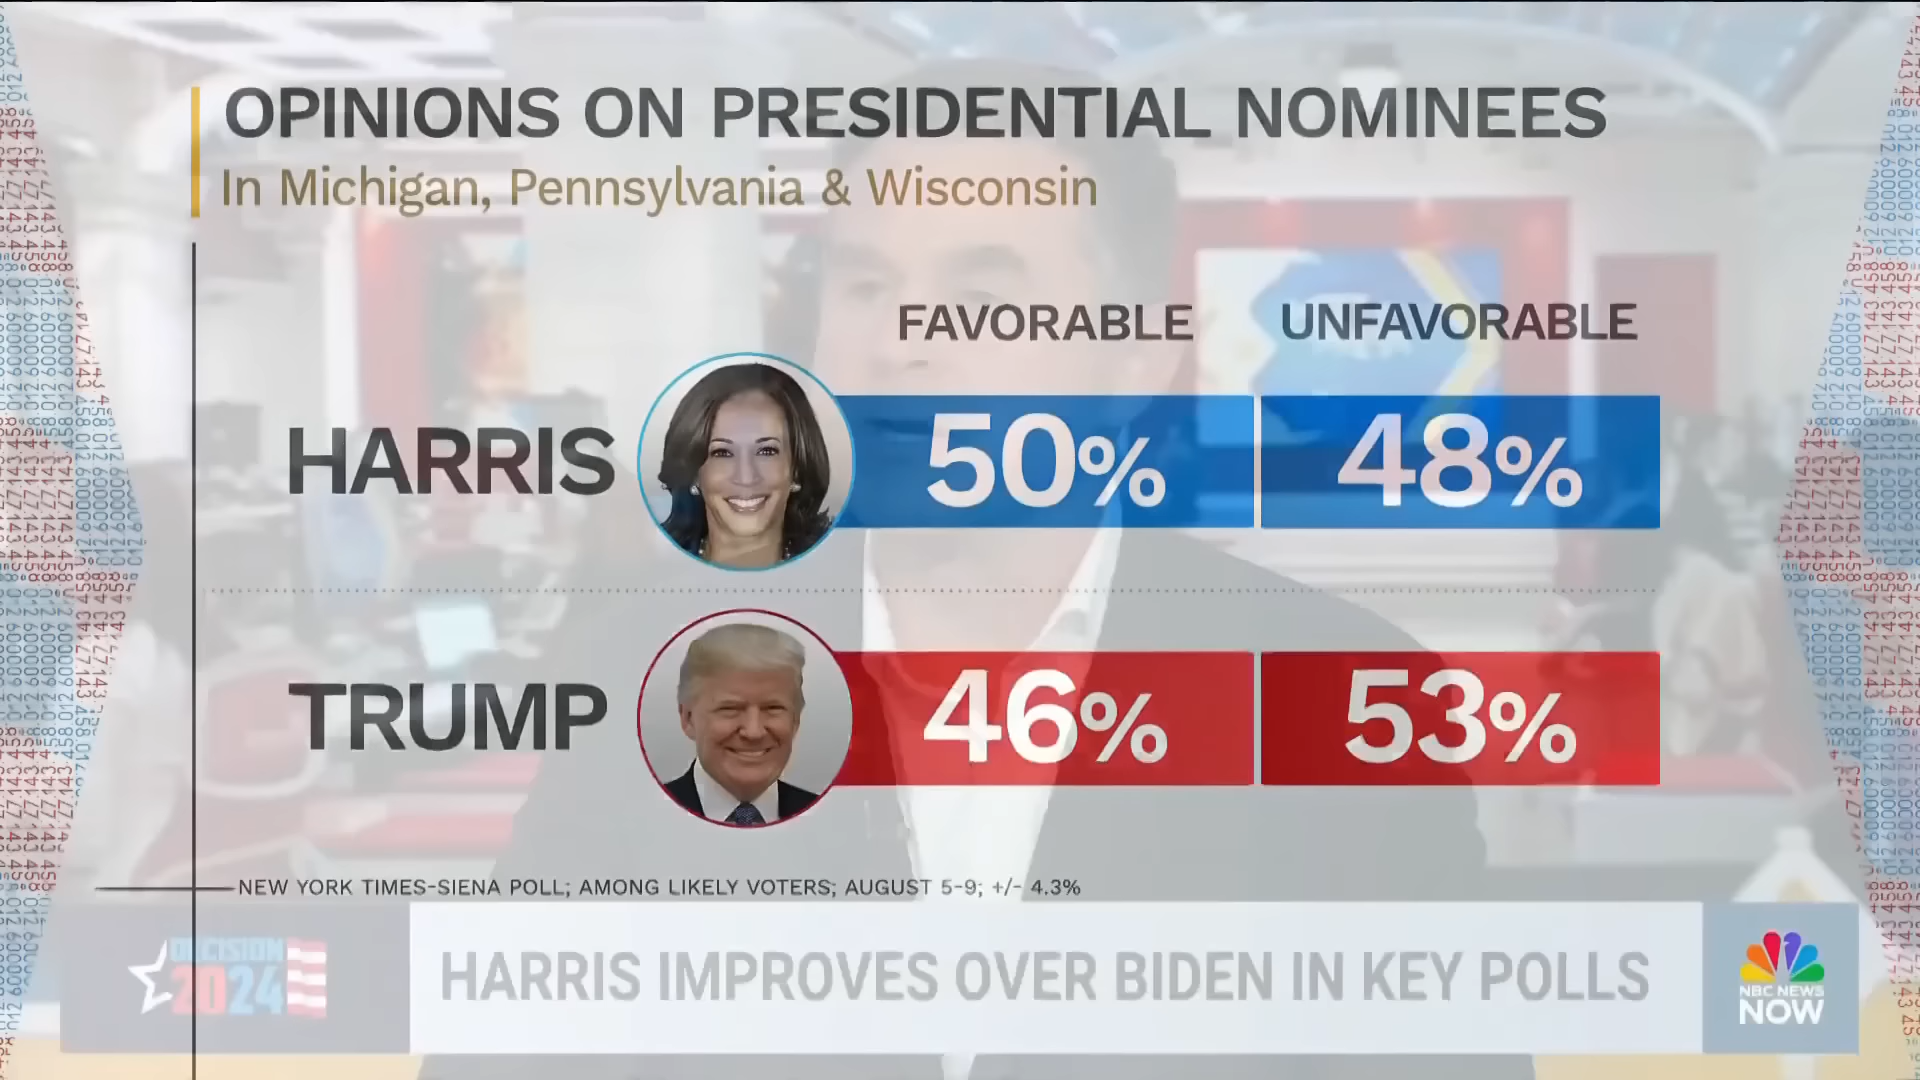 OPINIONS ON PRESIDENTIAL NOMINEES
In Michigan, Pennsylvania & Wisconsin
FAVORABLE UNFAVORABLE
HARRIS 50% 48%
TRUMP 46% 53%
NEW YORK TIMES-SIENA POLL; AMONG LIKELY VOTERS; AUGUST 5-9; +/- 4.3%
DECISION
2024
HARRIS IMPROVES OVER BIDEN IN KEY POLLS
NBC NEWS
NOW